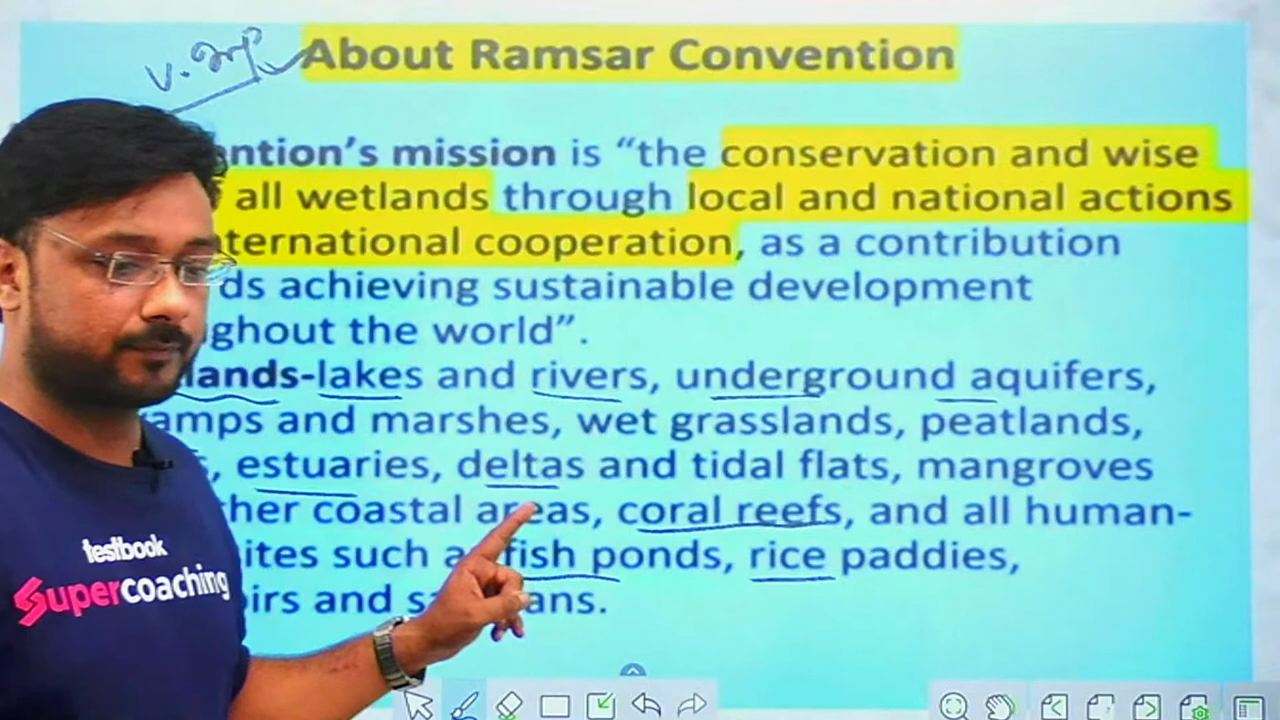 V. Imp
About Ramsar Convention
ntion's mission is “the conservation and wise
all wetlands through local and national actions
ternational cooperation, as a contribution
ds achieving sustainable development
ghout the world”.
lands-lakes and rivers, underground aquifers,
amps and marshes, wet grasslands, peatlands,
, estuaries, deltas and tidal flats, mangroves
her coastal areas, coral reefs, and all human-
ites such a fish ponds, rice paddies,
irs and s ans.
testbook
Supercoaching